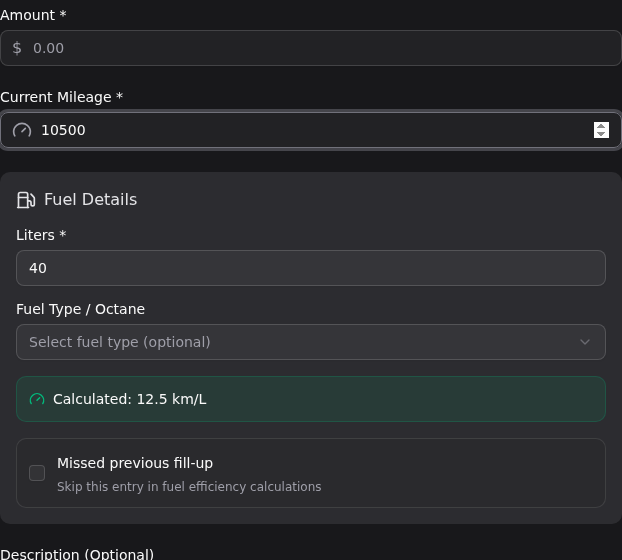 Amount *
$ 0.00
Current Mileage *
10500
Fuel Details
Liters *
40
Fuel Type / Octane
Select fuel type (optional)
Calculated: 12.5 km/L
Missed previous fill-up
Skip this entry in fuel efficiency calculations
Description (Optional)